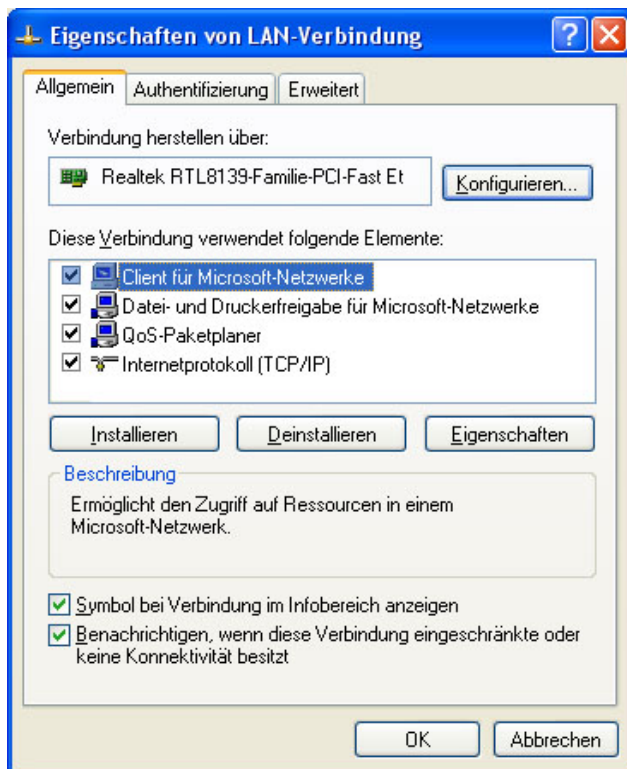 Eigenschaften von LAN-Verbindung
Allgemein Authentifizierung Erweitert
Verbindung herstellen über:
Realtek RTL8139-Familie-PCI-Fast Et
Konfigurieren...
Diese Verbindung verwendet folgende Elemente:
Client für Microsoft-Netzwerke
Datei- und Druckerfreigabe für Microsoft-Netzwerke
QoS-Paketplaner
Internetprotokoll (TCP/IP)
Installieren Deinstallieren Eigenschaften
Beschreibung
Ermöglicht den Zugriff auf Ressourcen in einem
Microsoft-Netzwerk.
Symbol bei Verbindung im Infobereich anzeigen
Benachrichtigen, wenn diese Verbindung eingeschränkte oder
keine Konnektivität besitzt
OK Abbrechen